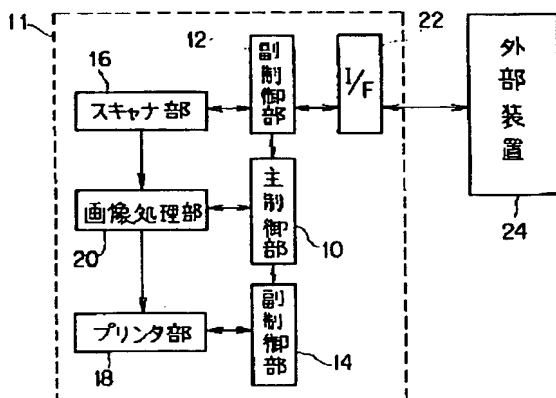 11
12
22
16
副制御部
I/F
外部装置
スキャナ部
24
画像処理部
20
主制御部
10
プリンタ部
18
副制御部
14